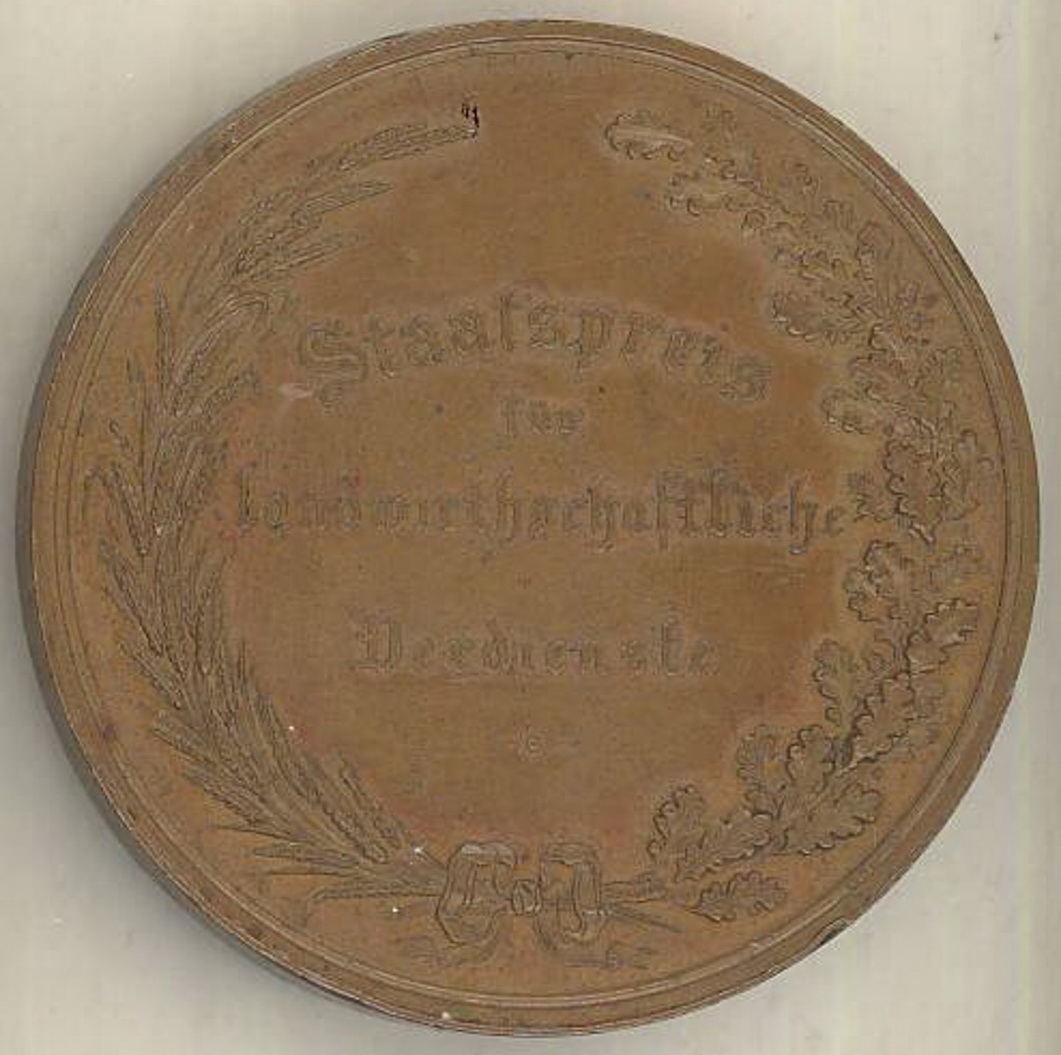 Staatspreis
für
landwirthschaftliche
Verdienste